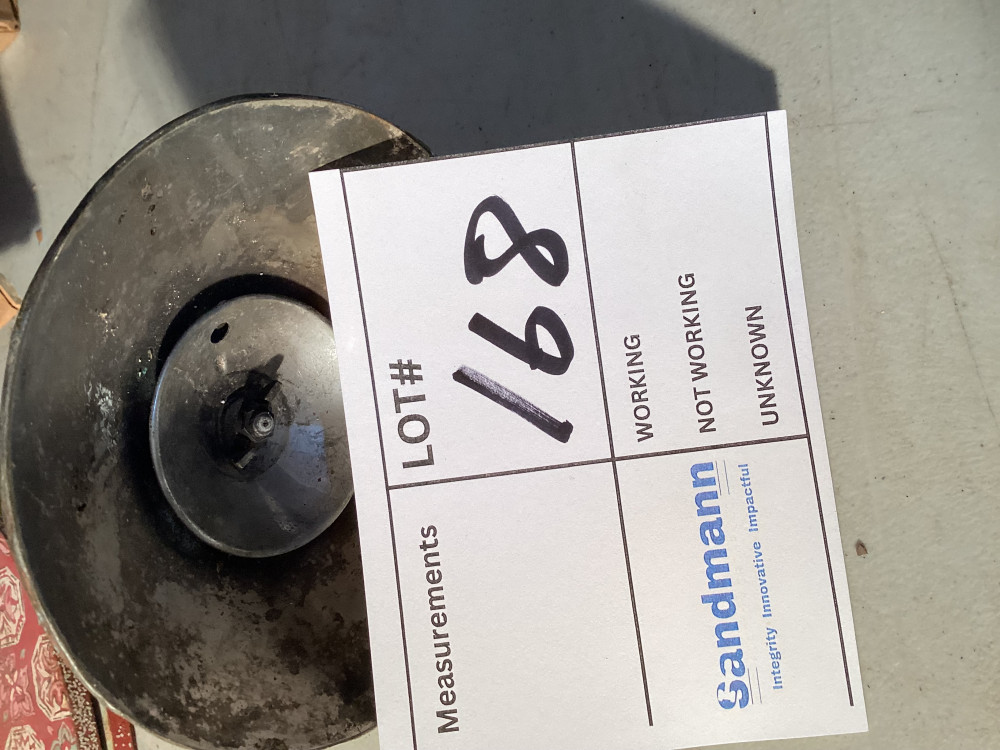 LOT#
168
Measurements
WORKING
NOT WORKING
UNKNOWN
Sandmann
Integrity Innovative Impactful